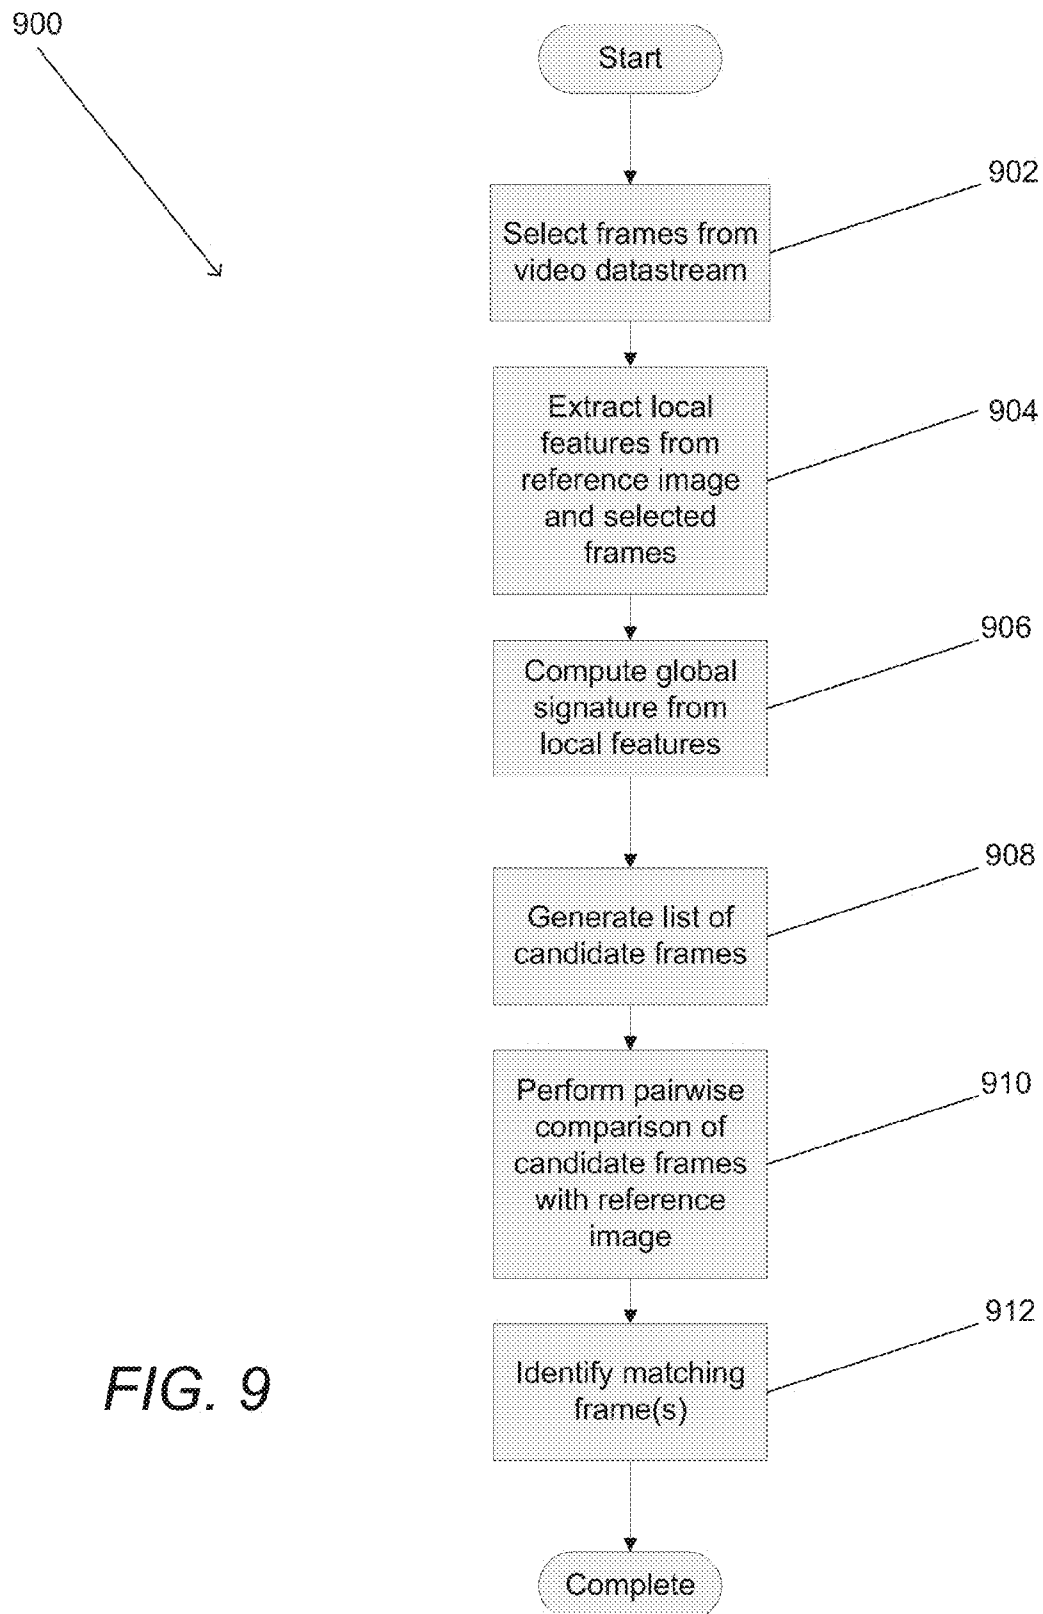 900
Start
902
Select frames from
video datastream
904
Extract local
features from
reference image
and selected
frames
906
Compute global
signature from
local features
908
Generate list of
candidate frames
910
Perform pairwise
comparison of
candidate frames
with reference
image
912
Identify matching
frame(s)
FIG. 9
Complete